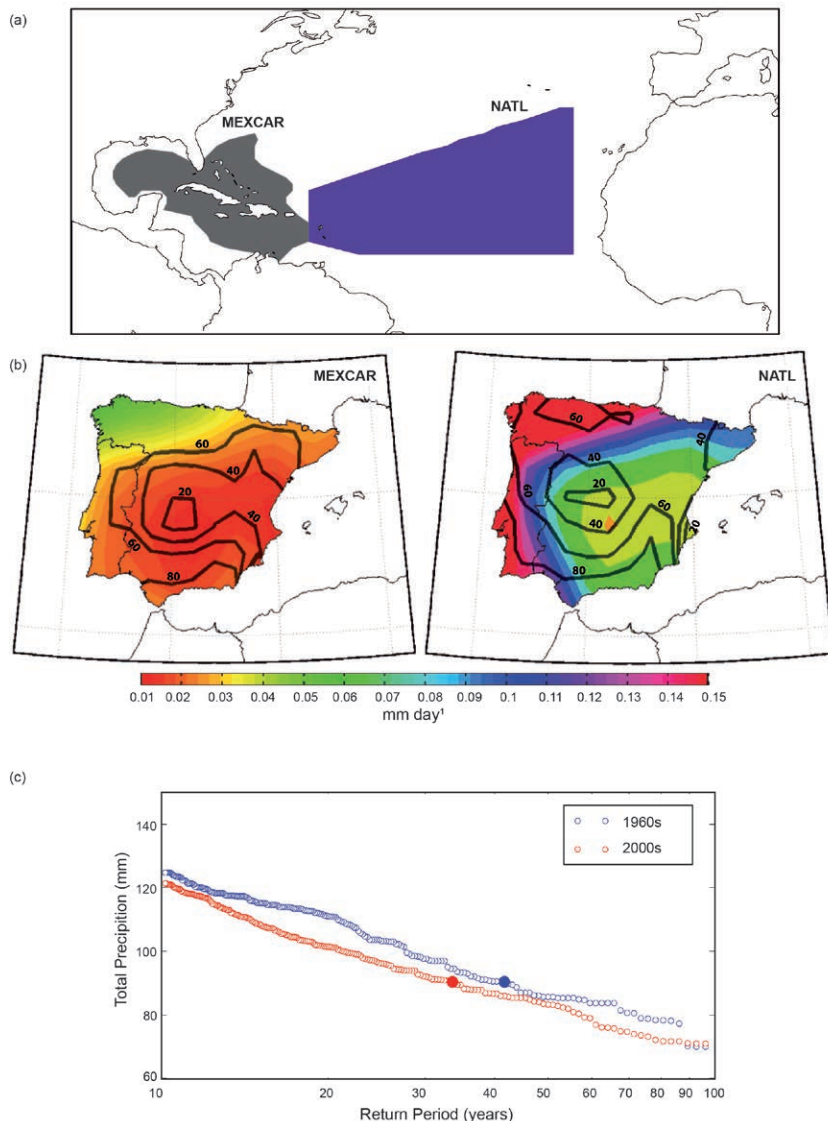 (a)
MEXCAR
NATL
(b)
MEXCAR
60
40
20
40
60
80
NATL
60
40
40
20
60
40
60
20
80
0.01 0.02 0.03 0.04 0.05 0.06 0.07 0.08 0.09 0.1 0.11 0.12 0.13 0.14 0.15
mm day¹
(c)
140
120
100
80
60
Total Precipition (mm)
1960s
2000s
10 20 30 40 50 60 70 80 90 100
Return Period (years)